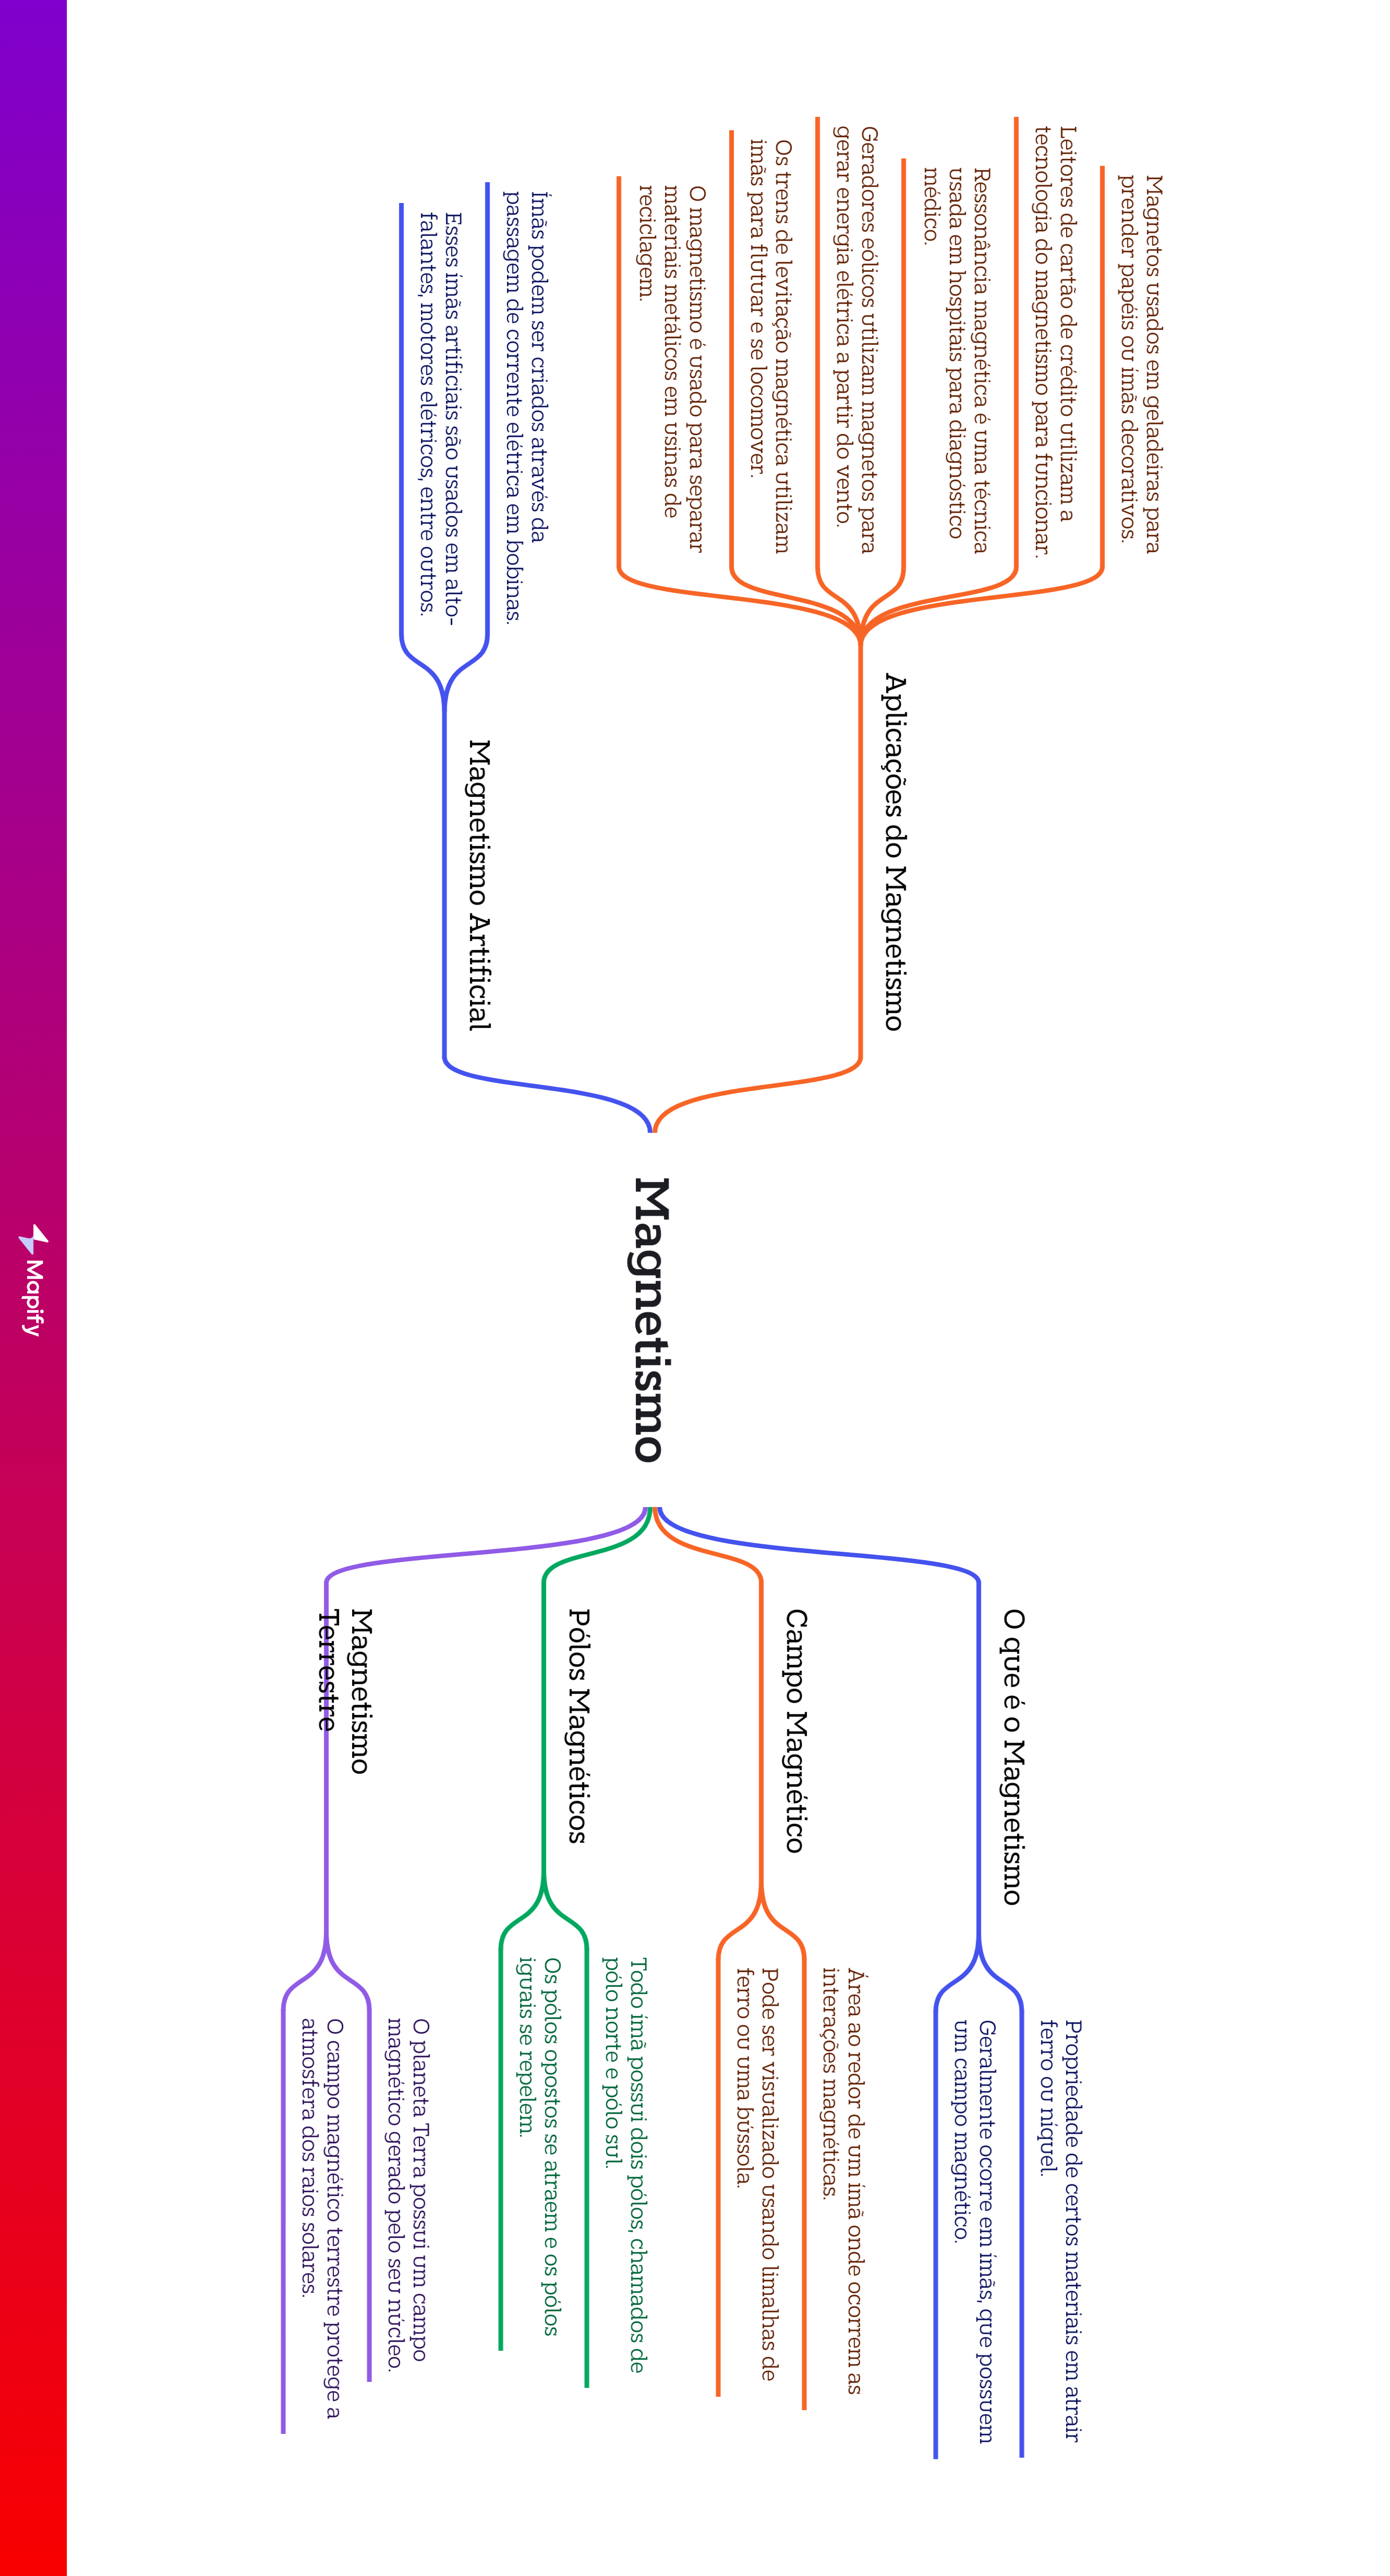 Magnetismo
O que é o Magnetismo
Propriedade de certos materiais em atrair
ferro ou níquel.
Geralmente ocorre em ímãs, que possuem
um campo magnético.
Campo Magnético
Área ao redor de um ímã onde ocorrem as
interações magnéticas.
Pode ser visualizado usando limalhas de
ferro ou uma bússola.
Pólos Magnéticos
Todo ímã possui dois pólos, chamados de
pólo norte e pólo sul.
Os pólos opostos se atraem e os pólos
iguais se repelem.
Magnetismo
Terrestre
O planeta Terra possui um campo
magnético gerado pelo seu núcleo.
O campo magnético terrestre protege a
atmosfera dos raios solares.
Aplicações do Magnetismo
Magnetos usados em geladeiras para
prender papéis ou ímãs decorativos.
Leitores de cartão de crédito utilizam a
tecnologia do magnetismo para funcionar.
Ressonância magnética é uma técnica
usada em hospitais para diagnóstico
médico.
Geradores eólicos utilizam magnetos para
gerar energia elétrica a partir do vento.
Os trens de levitação magnética utilizam
imãs para flutuar e se locomover.
O magnetismo é usado para separar
materiais metálicos em usinas de
reciclagem.
Magnetismo Artificial
Ímãs podem ser criados através da
passagem de corrente elétrica em bobinas.
Esses ímãs artificiais são usados em alto-
falantes, motores elétricos, entre outros.
Mapify